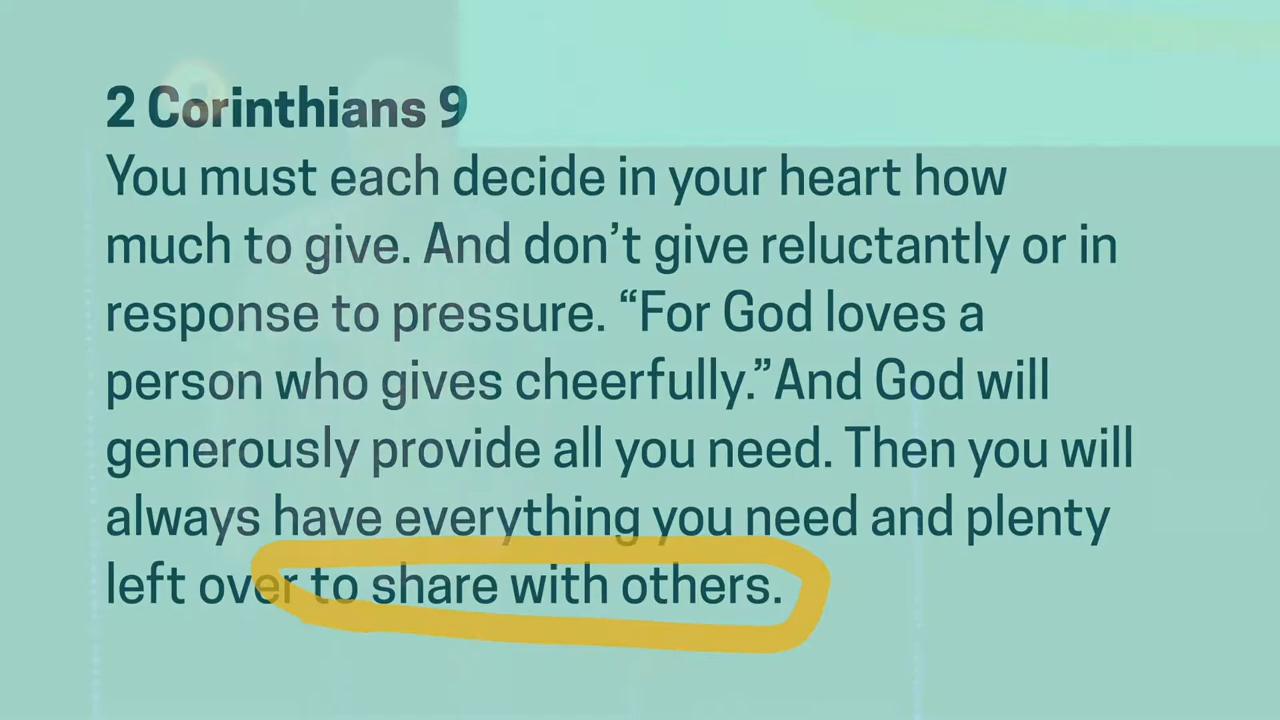 2 Corinthians 9
You must each decide in your heart how
much to give. And don’t give reluctantly or in
response to pressure. “For God loves a
person who gives cheerfully.”And God will
generously provide all you need. Then you will
always have everything you need and plenty
left over to share with others.